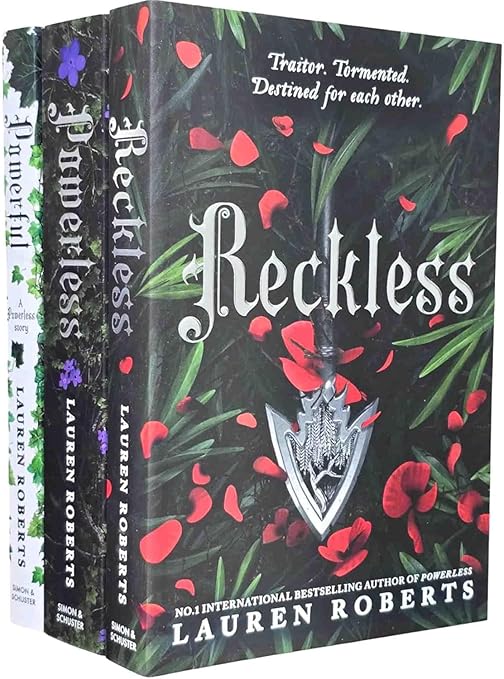 Powerful
A
Powerless
story
LAUREN ROBERTS
SIMON &
SCHUSTER
Powerless
LAUREN ROBERTS
SIMON &
SCHUSTER
Reckless
LAUREN ROBERTS
SIMON &
SCHUSTER
Traitor. Tormented.
Destined for each other.
Reckless
NO.1 INTERNATIONAL BESTSELLING AUTHOR OF POWERLESS
LAUREN ROBERTS